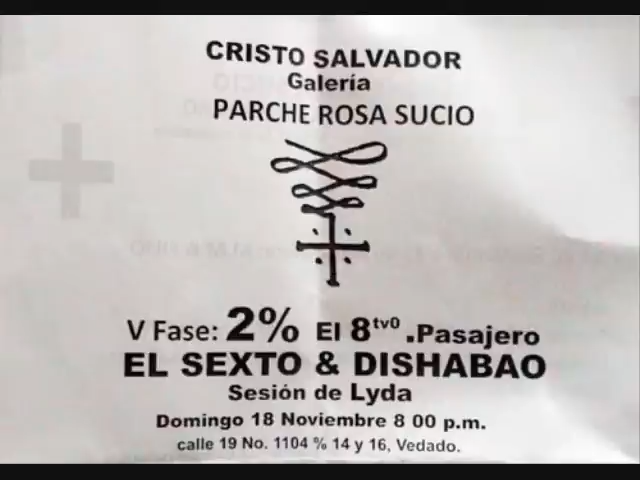 CRISTO SALVADOR
Galería
PARCHE ROSA SUCIO
V Fase: 2% El 8tv0 .Pasajero
EL SEXTO & DISHABAO
Sesión de Lyda
Domingo 18 Noviembre 8 00 p.m.
calle 19 No. 1104 % 14 y 16, Vedado.